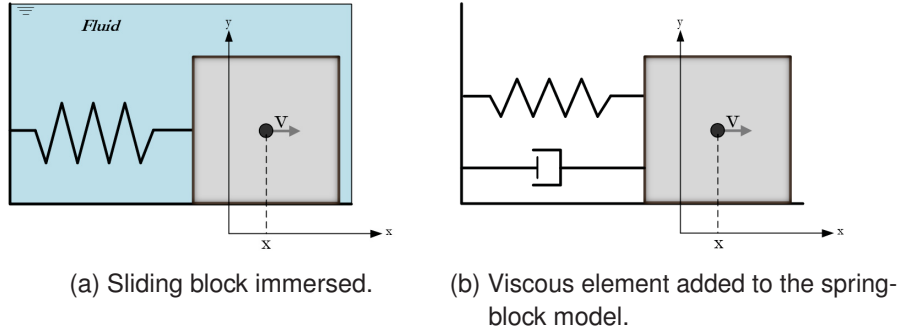 Fluid
y
V
x
x
y
V
x
x
(a) Sliding block immersed.
(b) Viscous element added to the spring-
block model.